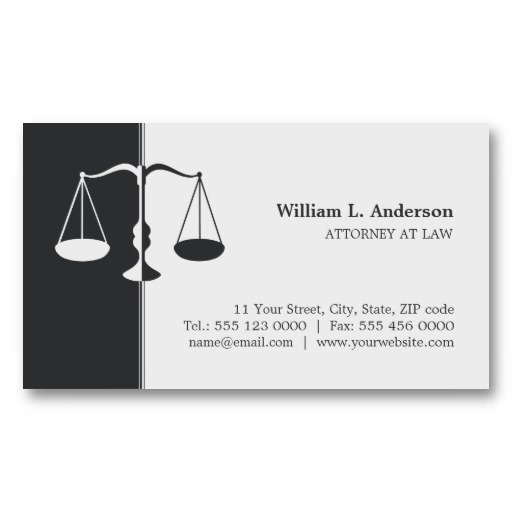 William L. Anderson
ATTORNEY AT LAW
11 Your Street, City, State, ZIP code
Tel.: 555 123 0000 | Fax: 555 456 0000
name@email.com | www.yourwebsite.com